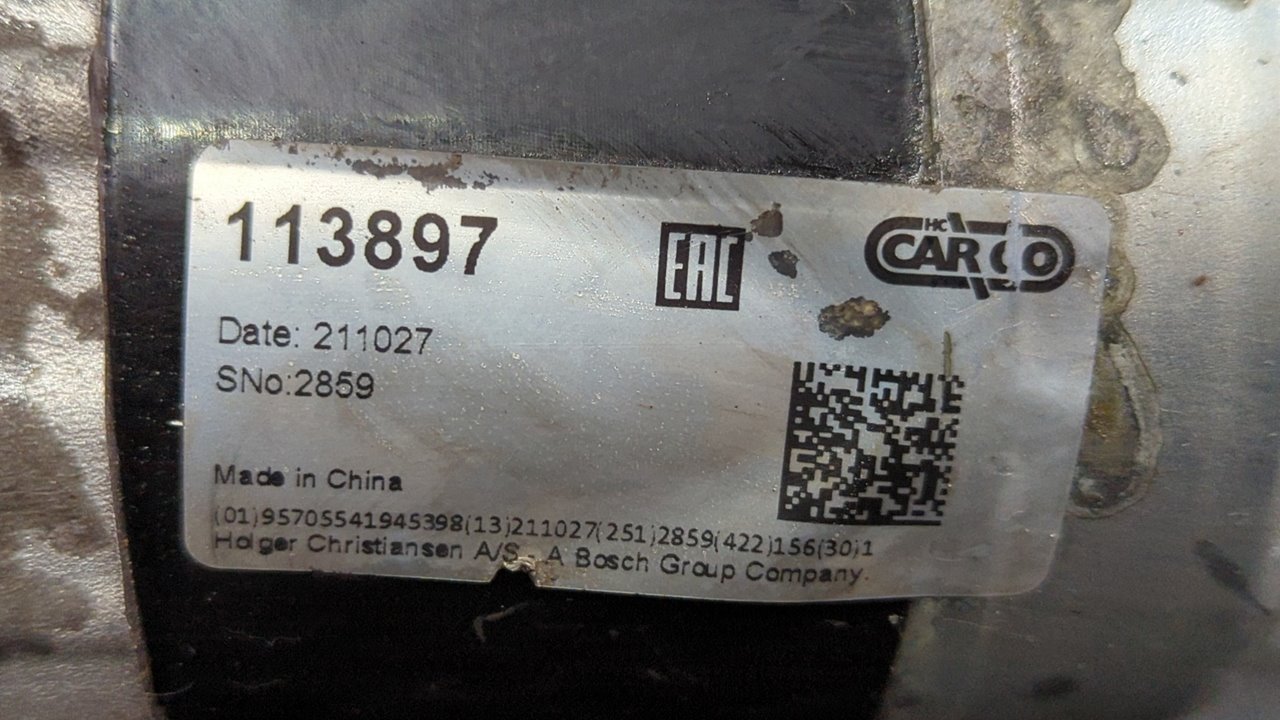 113897
EAC
HC
CARGO
Date: 211027
SNo:2859
Made in China
(01)95705541945398(13)211027(251)2859(422)156(30)1
Holger Christiansen A/S, A Bosch Group Company.